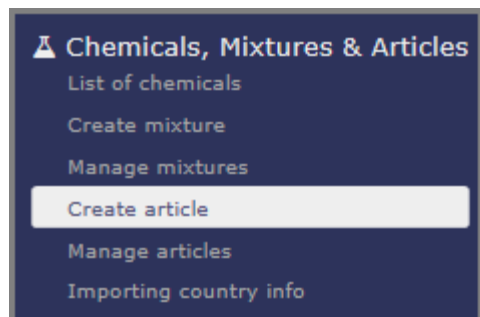 Chemicals, Mixtures & Articles
List of chemicals
Create mixture
Manage mixtures
Create article
Manage articles
Importing country info